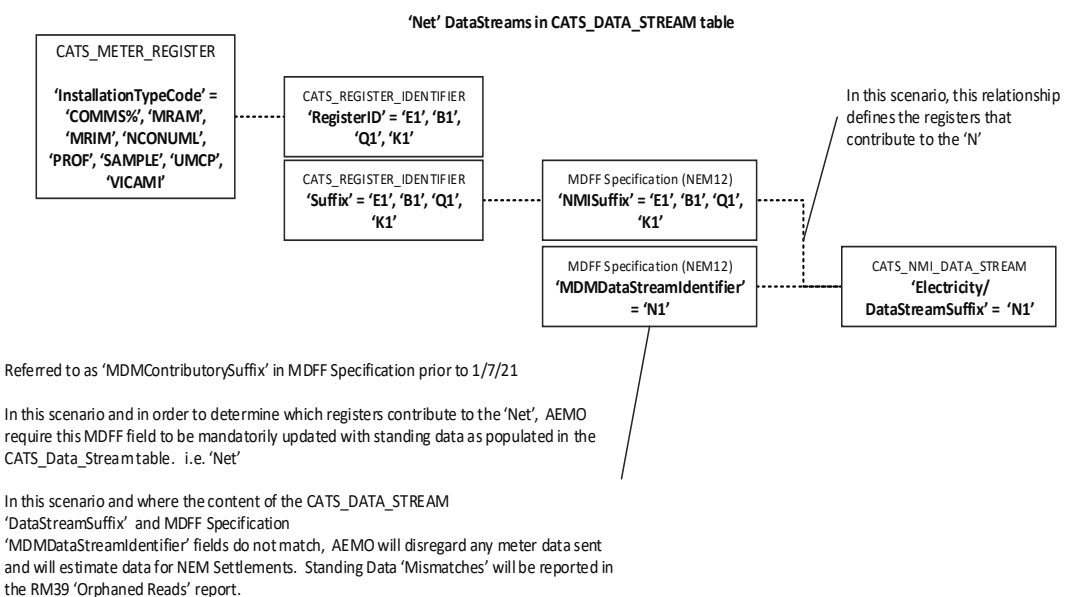 ‘Net’ DataStreams in CATS_DATA_STREAM table
CATS_METER_REGISTER
‘InstallationTypeCode’ =
‘COMMS%’, ‘MRAM’,
‘MRIM’, ‘NCONUML’,
‘PROF’, ‘SAMPLE’, ‘UMCP’,
‘VICAMI’
CATS_REGISTER_IDENTIFIER
‘RegisterID’ = ‘E1’, ‘B1’,
‘Q1’, ‘K1’
CATS_REGISTER_IDENTIFIER
‘Suffix’ = ‘E1’, ‘B1’, ‘Q1’,
‘K1’
MDFF Specification (NEM12)
‘NMISuffix’ = ‘E1’, ‘B1’, ‘Q1’,
‘K1’
MDFF Specification (NEM12)
‘MDMDataStreamIdentifier’
= ‘N1’
In this scenario, this relationship
defines the registers that
contribute to the ‘N’
CATS_NMI_DATA_STREAM
‘Electricity/
DataStreamSuffix’ = ‘N1’
Referred to as ‘MDMContributorySuffix’ in MDFF Specification prior to 1/7/21
In this scenario and in order to determine which registers contribute to the ‘Net’, AEMO
require this MDFF field to be mandatorily updated with standing data as populated in the
CATS_Data_Stream table. i.e. ‘Net’
In this scenario and where the content of the CATS_DATA_STREAM
‘DataStreamSuffix’ and MDFF Specification
‘MDMDataStreamIdentifier’ fields do not match, AEMO will disregard any meter data sent
and will estimate data for NEM Settlements. Standing Data ‘Mismatches’ will be reported in
the RM39 ‘Orphaned Reads’ report.